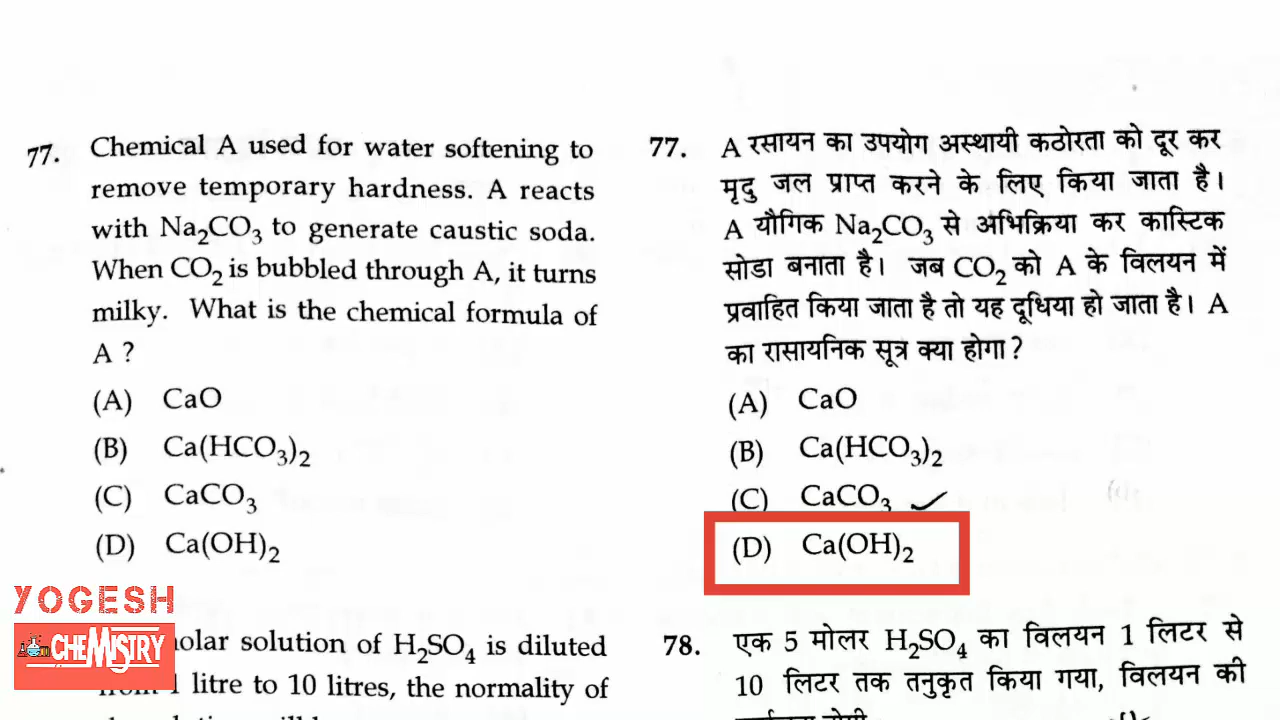 77. Chemical A used for water softening to
remove temporary hardness. A reacts
with Na₂CO₃ to generate caustic soda.
When CO₂ is bubbled through A, it turns
milky. What is the chemical formula of
A ?
(A) CaO
(B) Ca(HCO₃)₂
(C) CaCO₃
(D) Ca(OH)₂
olar solution of H₂SO₄ is diluted
1 litre to 10 litres, the normality of
77. A रसायन का उपयोग अस्थायी कठोरता को दूर कर
मृदु जल प्राप्त करने के लिए किया जाता है।
A यौगिक Na₂CO₃ से अभिक्रिया कर कास्टिक
सोडा बनाता है। जब CO₂ को A के विलयन में
प्रवाहित किया जाता है तो यह दूधिया हो जाता है। A
का रासायनिक सूत्र क्या होगा?
(A) CaO
(B) Ca(HCO₃)₂
(C) CaCO₃
(D) Ca(OH)₂
78. एक 5 मोलर H₂SO₄ का विलयन 1 लिटर से
10 लिटर तक तनुकृत किया गया, विलयन की
YOGESH
CHEMISTRY